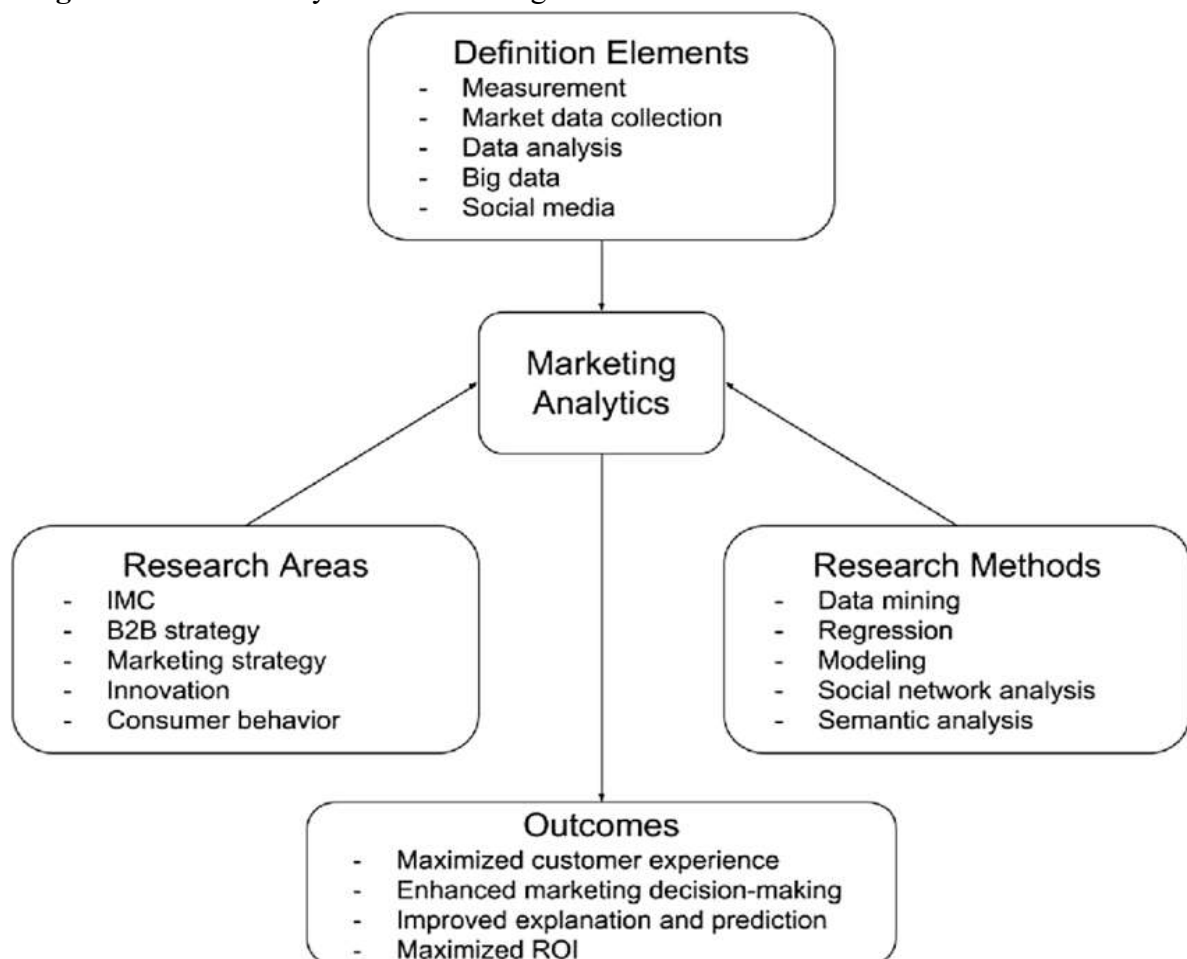 Definition Elements
- Measurement
- Market data collection
- Data analysis
- Big data
- Social media
Marketing
Analytics
Research Areas
- IMC
- B2B strategy
- Marketing strategy
- Innovation
- Consumer behavior
Research Methods
- Data mining
- Regression
- Modeling
- Social network analysis
- Semantic analysis
Outcomes
- Maximized customer experience
- Enhanced marketing decision-making
- Improved explanation and prediction
- Maximized ROI